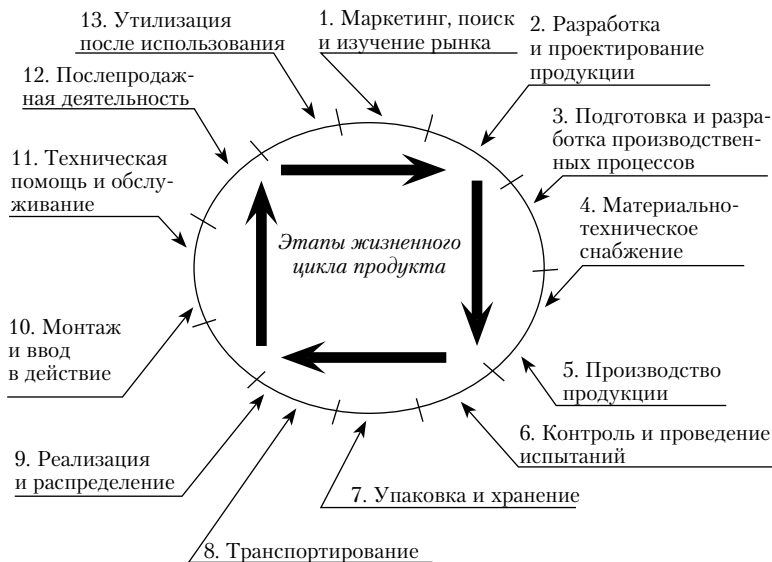 1. Маркетинг, поиск
и изучение рынка
2. Разработка
и проектирование
продукции
3. Подготовка и разра-
ботка производствен-
ных процессов
4. Материально-
техническое
снабжение
5. Производство
продукции
6. Контроль и проведение
испытаний
7. Упаковка и хранение
8. Транспортирование
9. Реализация
и распределение
10. Монтаж
и ввод
в действие
11. Техническая
помощь и обслу-
живание
12. Послепродаж-
ная деятельность
13. Утилизация
после использования
Этапы жизненного
цикла продукта